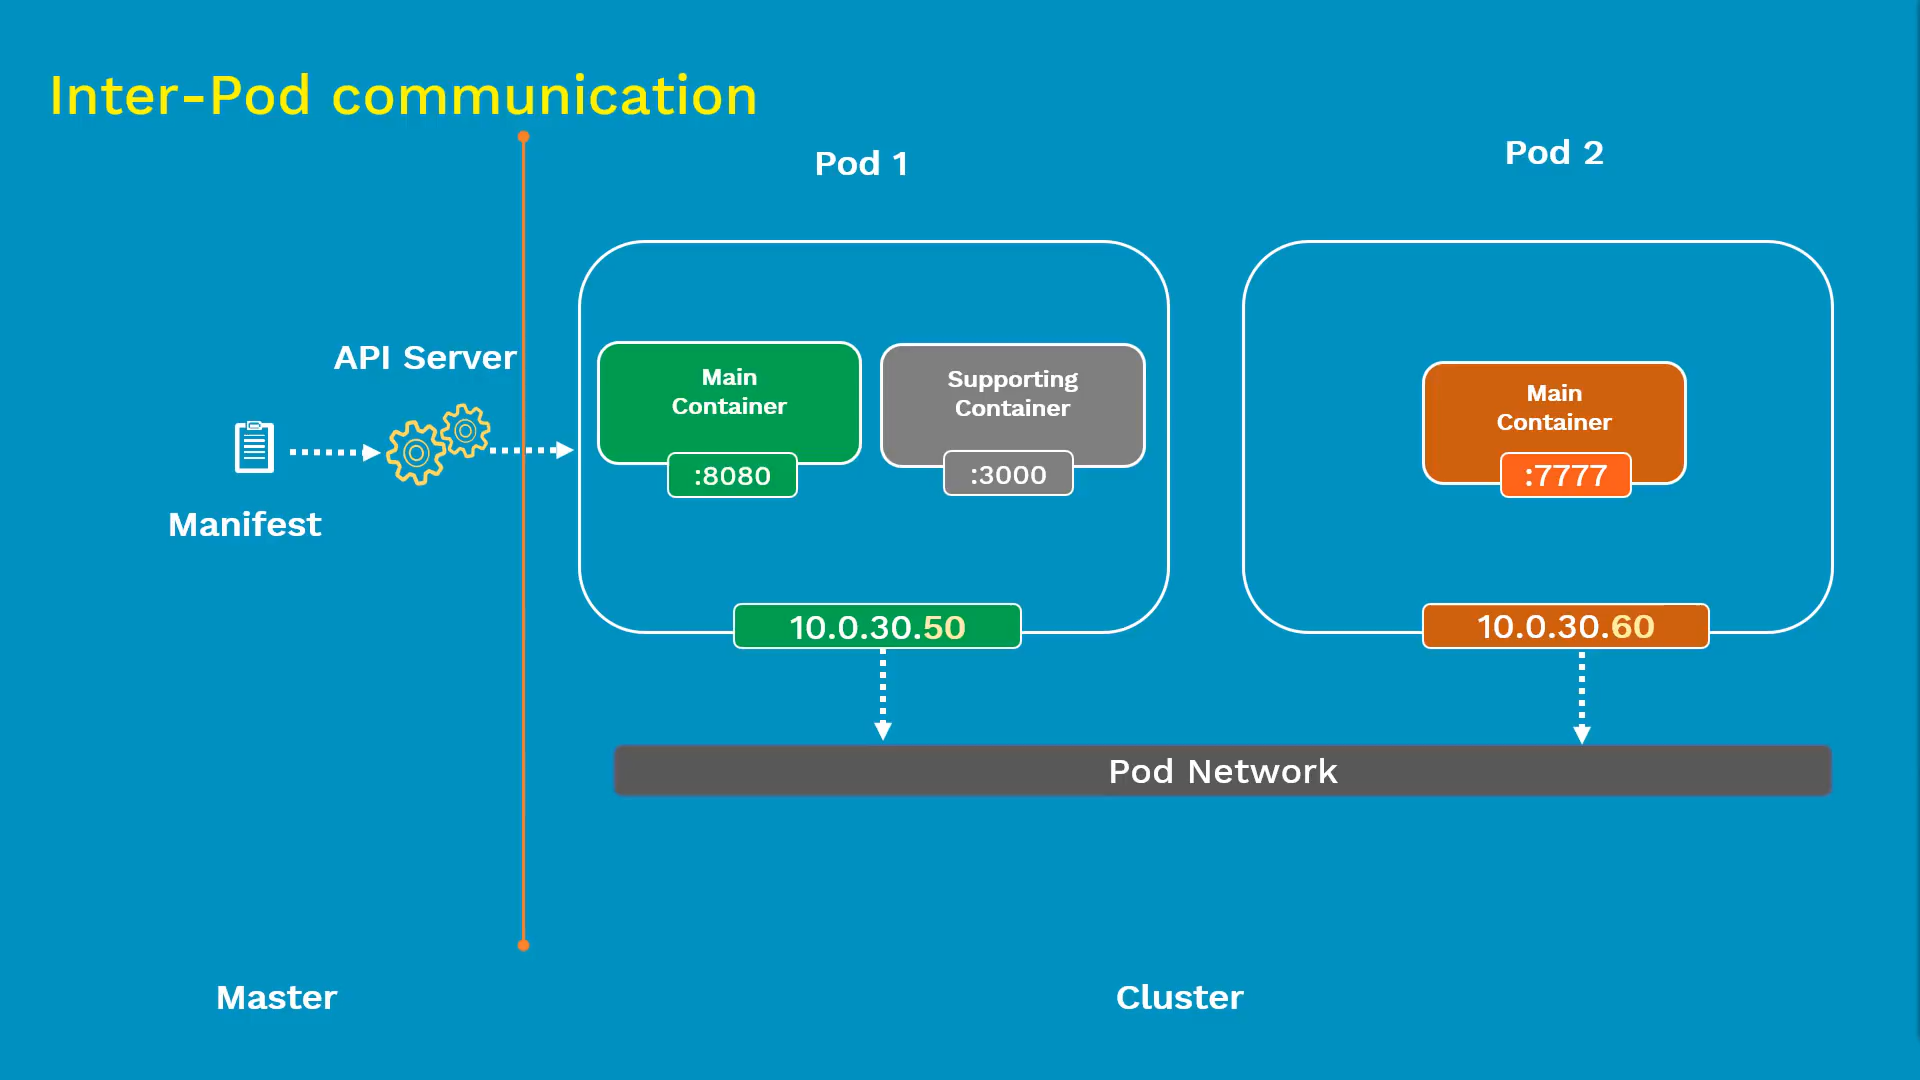 Inter-Pod communication
Pod 1
Pod 2
API Server
Manifest
Main
Container
:8080
Supporting
Container
:3000
Main
Container
:7777
10.0.30.50
10.0.30.60
Pod Network
Master
Cluster